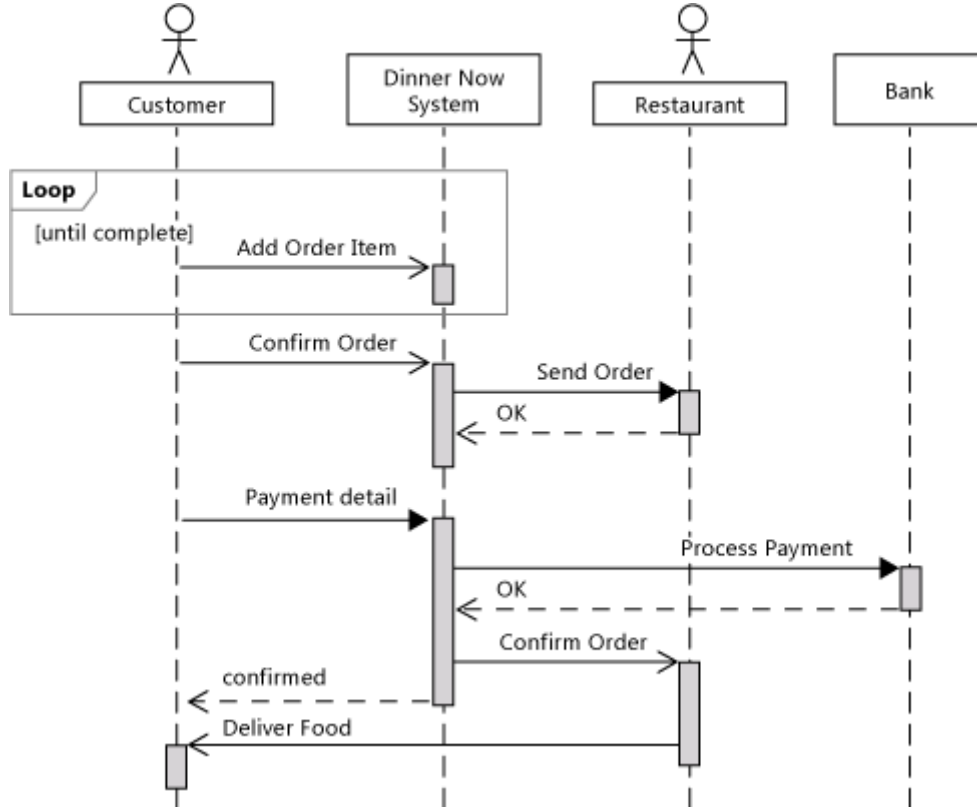 Customer
Dinner Now
System
Restaurant
Bank
Loop
[until complete]
Add Order Item
Confirm Order
Send Order
OK
Payment detail
Process Payment
OK
Confirm Order
confirmed
Deliver Food